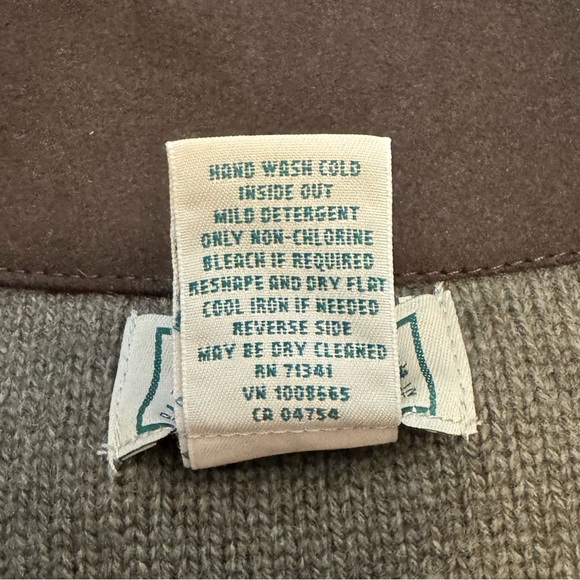 HAND WASH COLD
INSIDE OUT
MILD DETERGENT
ONLY NON-CHLORINE
BLEACH IF REQUIRED
RESHAPE AND DRY FLAT
COOL IRON IF NEEDED
REVERSE SIDE
MAY BE DRY CLEANED
RN 71341
VN 1008665
CA 04754